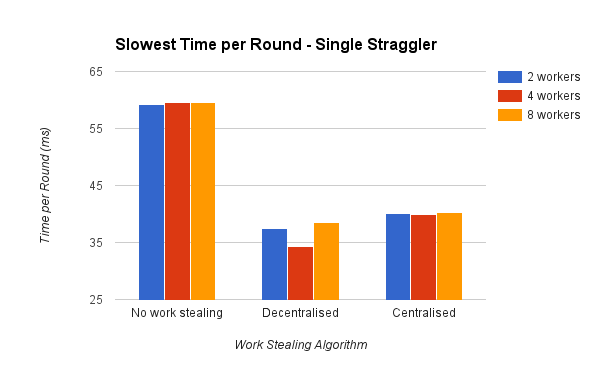 Slowest Time per Round - Single Straggler
65
55
45
35
25
Time per Round (ms)
No work stealing
Decentralised
Centralised
Work Stealing Algorithm
2 workers
4 workers
8 workers